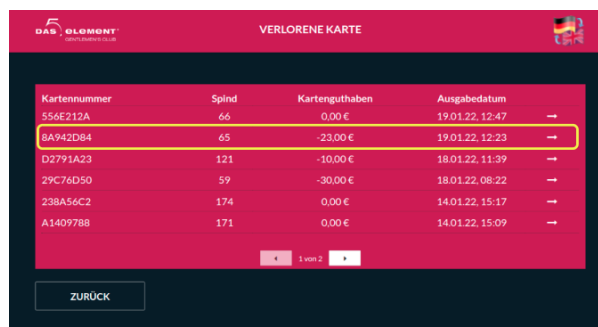 DAS 5. element
GENTLEMEN'S CLUB
VERLORENE KARTE
Kartennummer Spind Kartenguthaben Ausgabedatum
556E212A 66 0,00 € 19.01.22, 12:47 →
8A942D84 65 -23,00 € 19.01.22, 12:23 →
D2791A23 121 -10,00 € 18.01.22, 11:39 →
29C76D50 59 -30,00 € 18.01.22, 08:22 →
238A56C2 174 0,00 € 14.01.22, 15:17 →
A1409788 171 0,00 € 14.01.22, 15:09 →
1 von 2
ZURÜCK